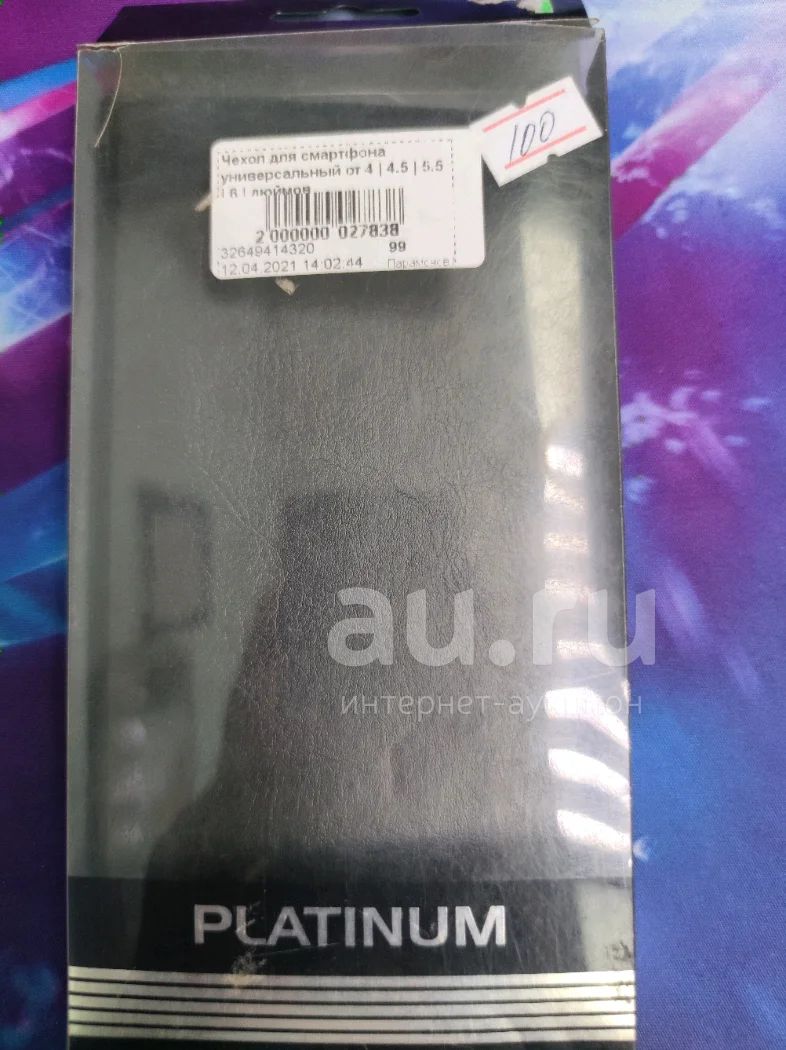 100
Чехол для смартфона
универсальный от 4 | 4.5 | 5.5
| 6 | дюймов
2 000000 027838
32649414320 99
12.04.2021 14:02:44
au.ru
интернет-аукцион
PLATINUM